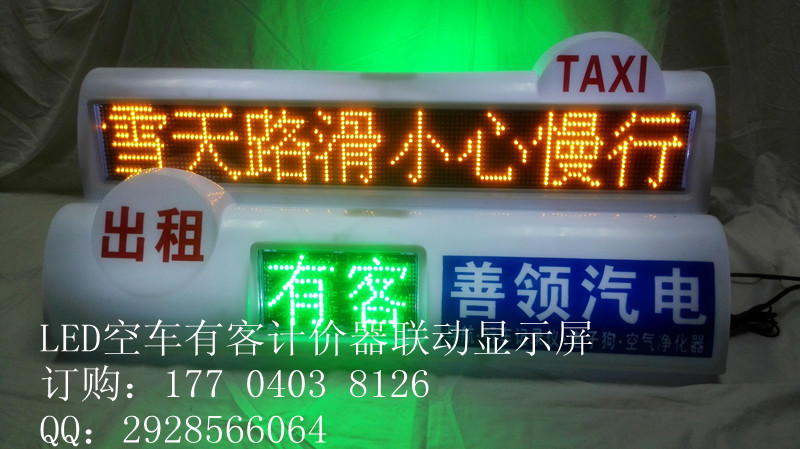 TAXI
雪天路滑小心慢行
出租
有客
善领汽电
狗·空气净化器
LED空车有客计价器联动显示屏
订购：177 0403 8126
QQ：2928566064